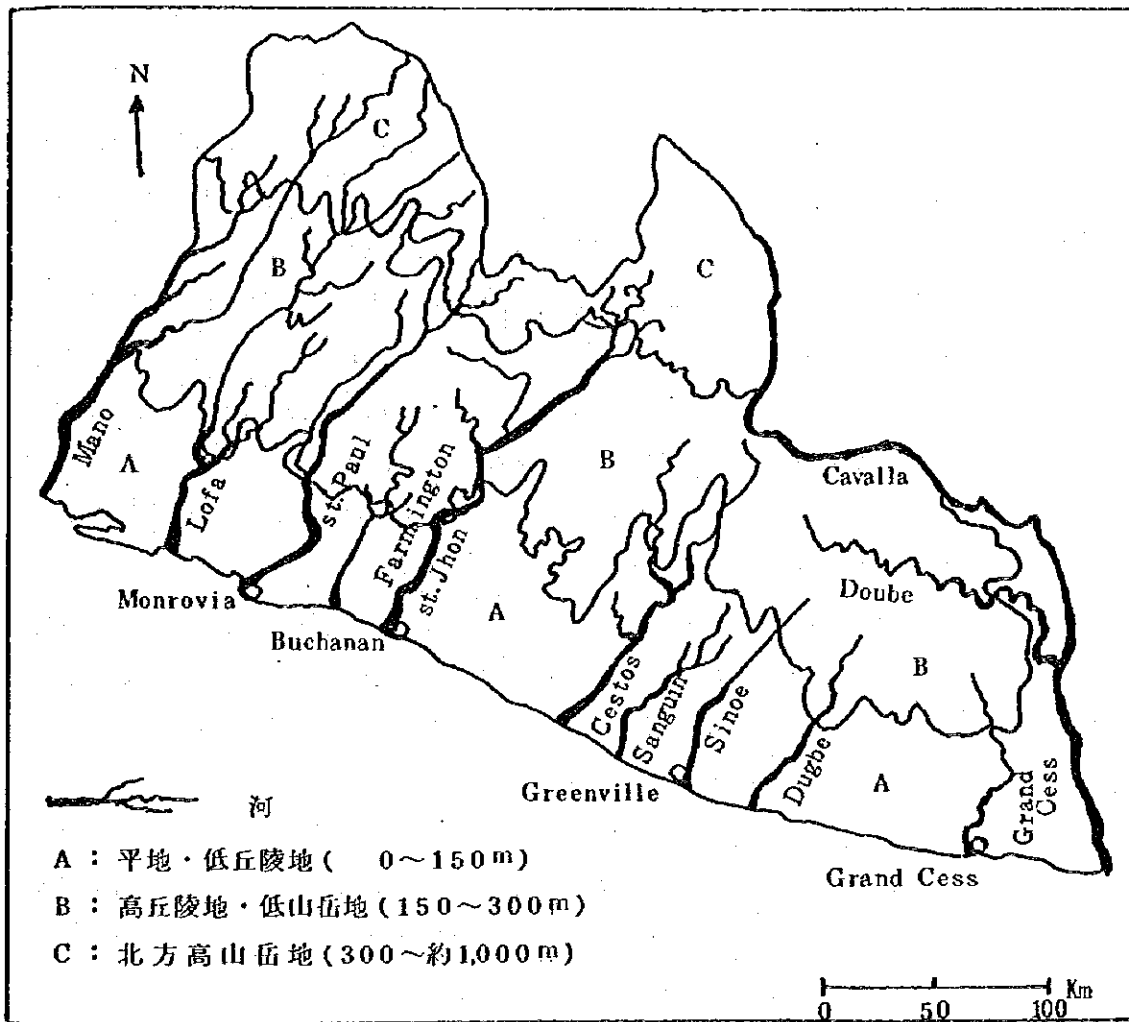 N
C
C
B
A
Mano
Lofa
st.Paul
Farmington
st.Jhon
B
Cavalla
Monrovia
Buchanan
A
Doube
B
Cestos
Sanguin
Sinoe
Dugbe
A
Grand Cess
Greenville
Grand Cess
河
A : 平地・低丘陵地 ( 0～150m)
B : 高丘陵地・低山岳地 (150～300m)
C : 北方高山岳地 (300～約1,000m)
Km
0 50 100